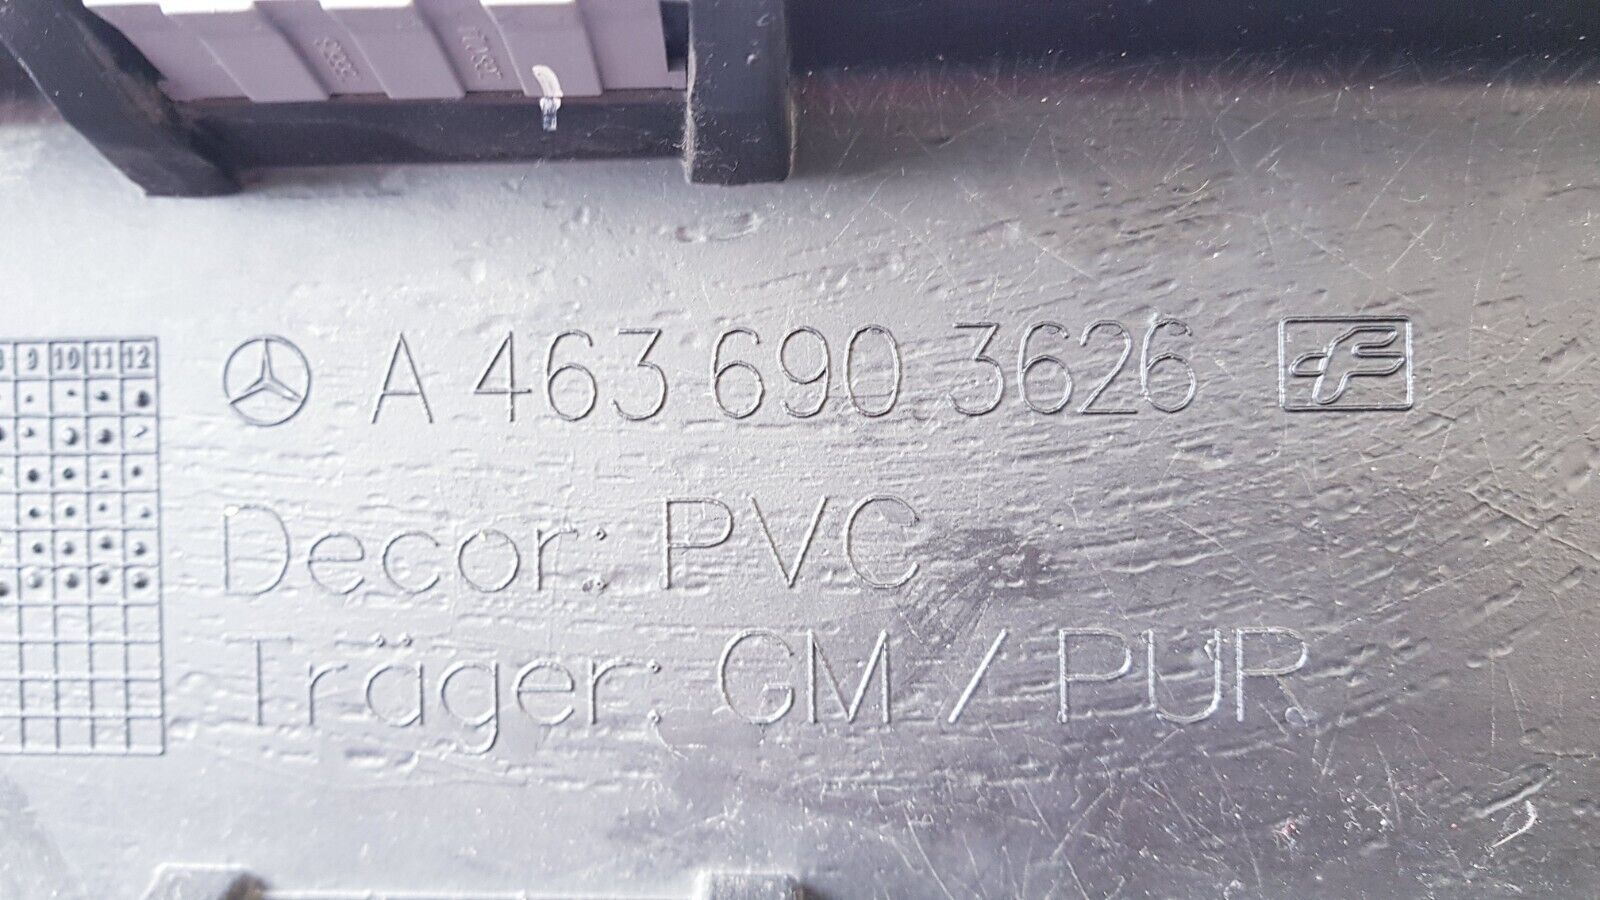 9 10 11 12
A 463 690 3626
Decor: PVC
Träger: GM / PUR